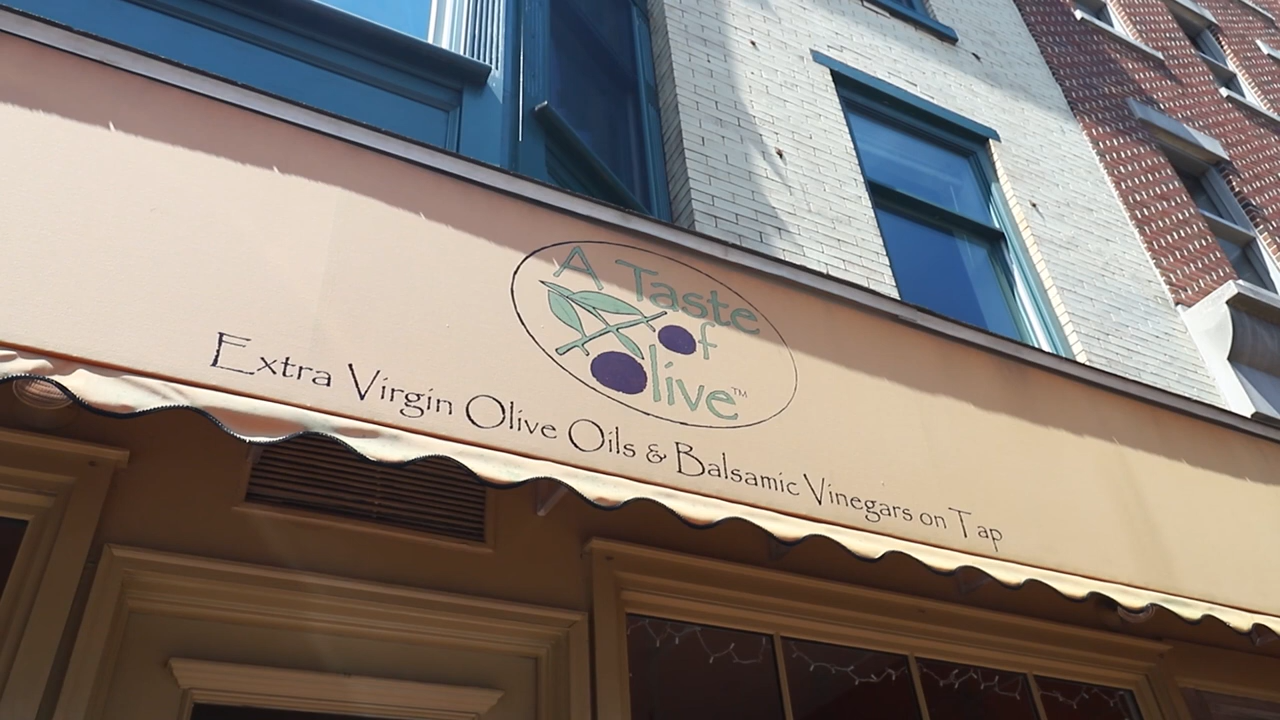 A Taste
of
Olive™
Extra Virgin Olive Oils & Balsamic Vinegars on Tap